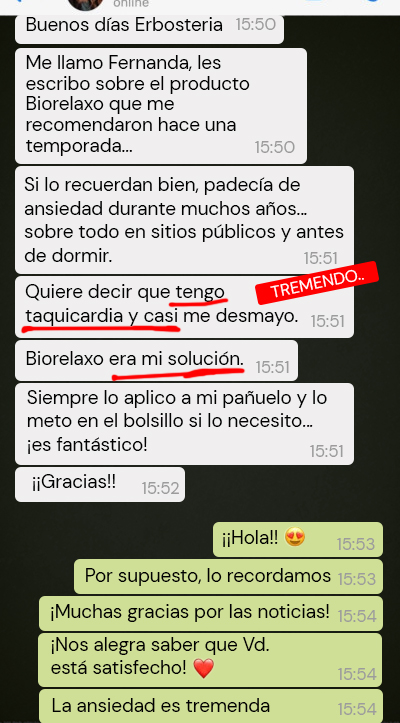 online
Buenos días Erbosteria 15:50
Me llamo Fernanda, les
escribo sobre el producto
Biorelaxo que me
recomendaron hace una
temporada... 15:50
Si lo recuerdan bien, padecía de
ansiedad durante muchos años...
sobre todo en sitios públicos y antes
de dormir. 15:51
TREMENDO..
Quiere decir que tengo
taquicardia y casi me desmayo. 15:51
Biorelaxo era mi solución. 15:51
Siempre lo aplico a mi pañuelo y lo
meto en el bolsillo si lo necesito...
¡es fantástico! 15:51
¡¡Gracias!! 15:52
¡¡Hola!! 😍 15:53
Por supuesto, lo recordamos 15:53
¡Muchas gracias por las noticias! 15:54
¡Nos alegra saber que Vd.
está satisfecho! ❤️ 15:54
La ansiedad es tremenda 15:54